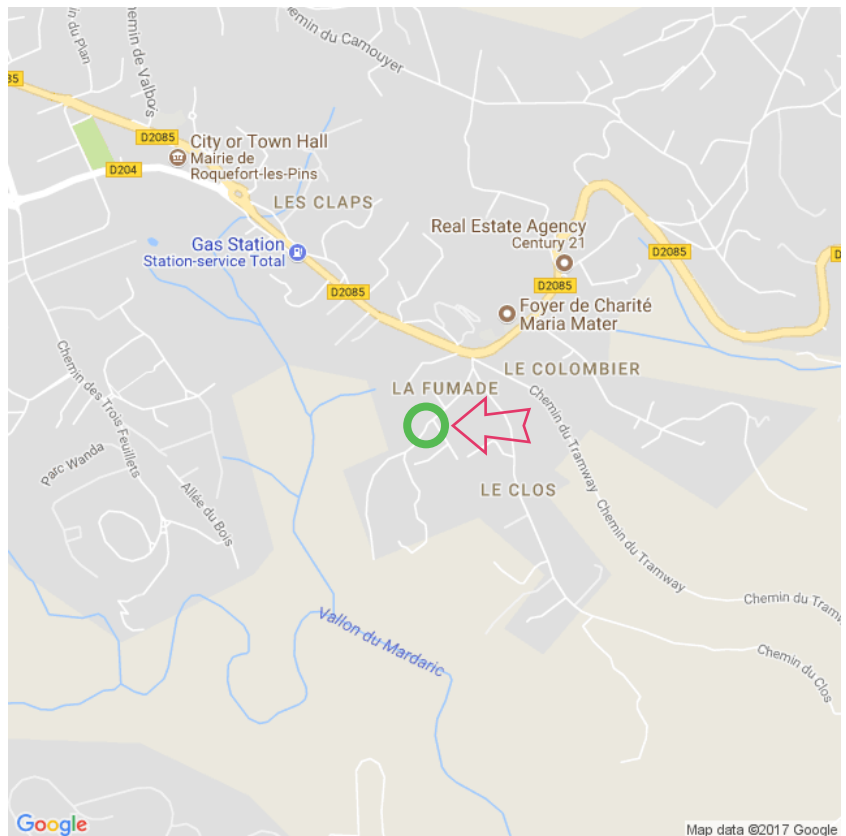 Chemin du Plan
Chemin de Valbois
Chemin du Camouyer
85
D2085
City or Town Hall
Mairie de
Roquefort-les-Pins
D204
LES CLAPS
Gas Station
Station-service Total
D2085
Real Estate Agency
Century 21
D2085
D2085
D
Foyer de Charité
Maria Mater
LE COLOMBIER
LA FUMADE
Chemin des Trois Feuillets
Chemin du Tramway
Parc Wanda
Allée du Bois
LE CLOS
Chemin du Tramway
Chemin du Tramw
Vallon du Mardaric
Chemin du Clos
Google
Map data ©2017 Google